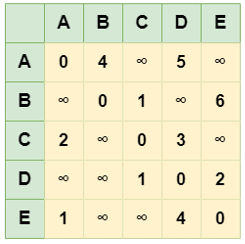 A B C D E
A 0 4 ∞ 5 ∞
B ∞ 0 1 ∞ 6
C 2 ∞ 0 3 ∞
D ∞ ∞ 1 0 2
E 1 ∞ ∞ 4 0